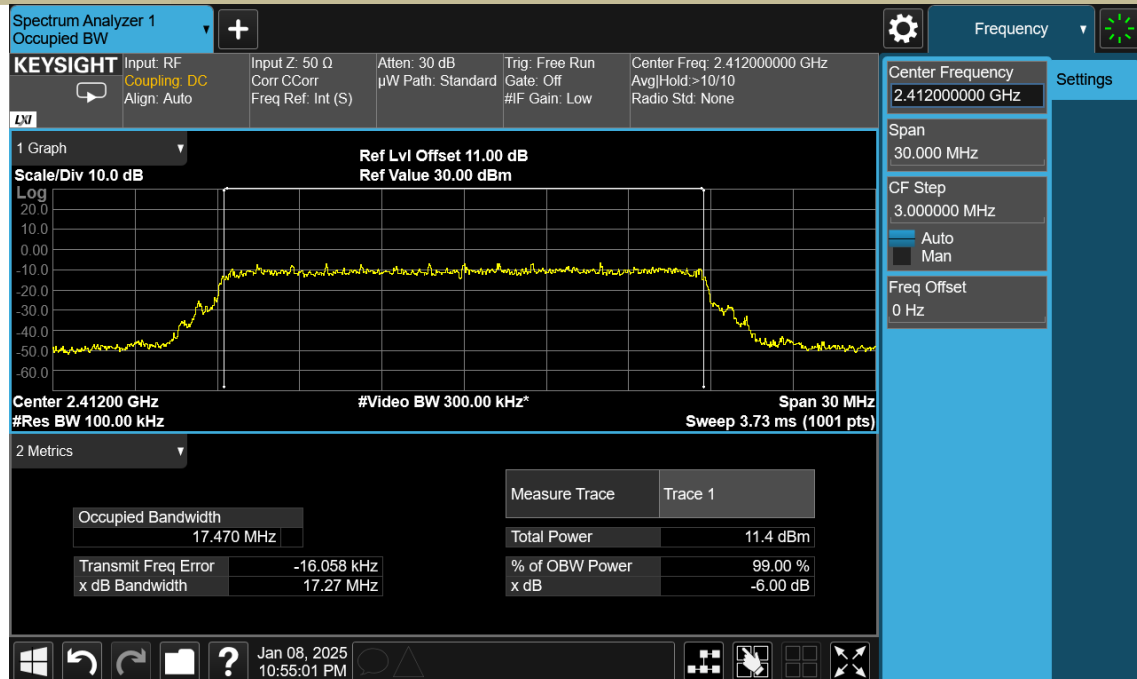 Spectrum Analyzer 1
Occupied BW
Frequency
KEYSIGHT
Input: RF
Coupling: DC
Align: Auto
Input Z: 50 Ω
Corr CCorr
Freq Ref: Int (S)
Atten: 30 dB
µW Path: Standard
Trig: Free Run
Gate: Off
#IF Gain: Low
Center Freq: 2.412000000 GHz
Avg|Hold:>10/10
Radio Std: None
LXI
Center Frequency
2.412000000 GHz
Settings
Span
30.000 MHz
CF Step
3.000000 MHz
Auto
Man
Freq Offset
0 Hz
1 Graph
Scale/Div 10.0 dB
Ref Lvl Offset 11.00 dB
Ref Value 30.00 dBm
Log
20.0
10.0
0.00
-10.0
-20.0
-30.0
-40.0
-50.0
-60.0
Center 2.41200 GHz
#Video BW 300.00 kHz*
Span 30 MHz
#Res BW 100.00 kHz
Sweep 3.73 ms (1001 pts)
2 Metrics
Measure Trace Trace 1
Occupied Bandwidth
17.470 MHz
Total Power 11.4 dBm
Transmit Freq Error -16.058 kHz
% of OBW Power 99.00 %
x dB Bandwidth 17.27 MHz
x dB -6.00 dB
?
Jan 08, 2025
10:55:01 PM